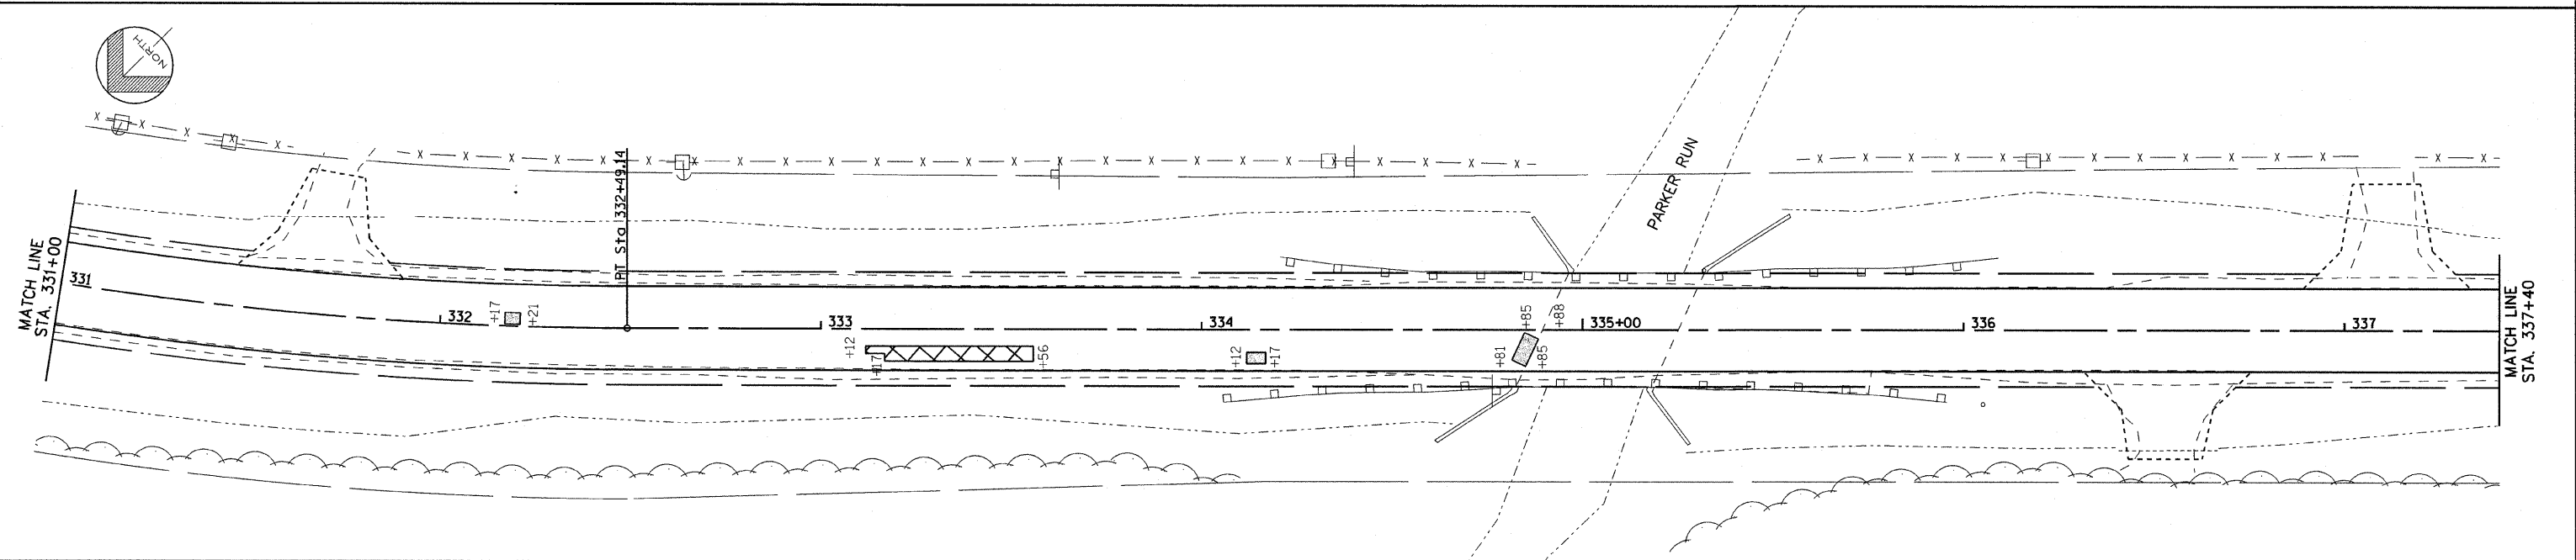 NORTH
MATCH LINE
STA. 331+00
331
332
+17
+21
PT Sta 332+49.14
333
+12
+17
+56
334
+12
+17
+81
+85
+85
+88
335+00
PARKER RUN
336
337
MATCH LINE
STA. 337+40